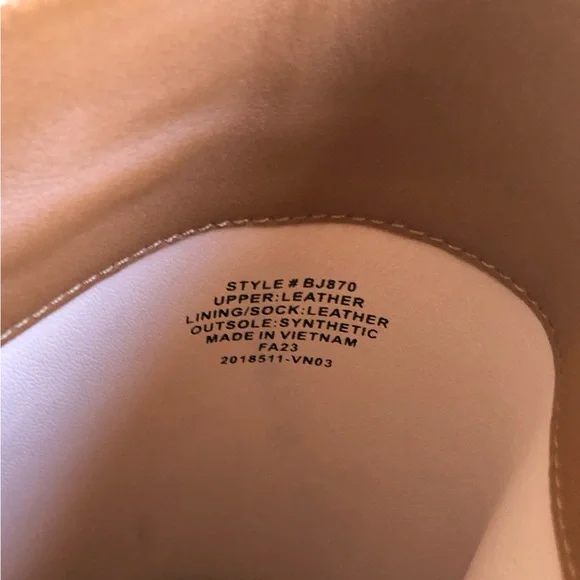 STYLE # BJ870
UPPER:LEATHER
LINING/SOCK:LEATHER
OUTSOLE:SYNTHETIC
MADE IN VIETNAM
FA23
2018511-VN03